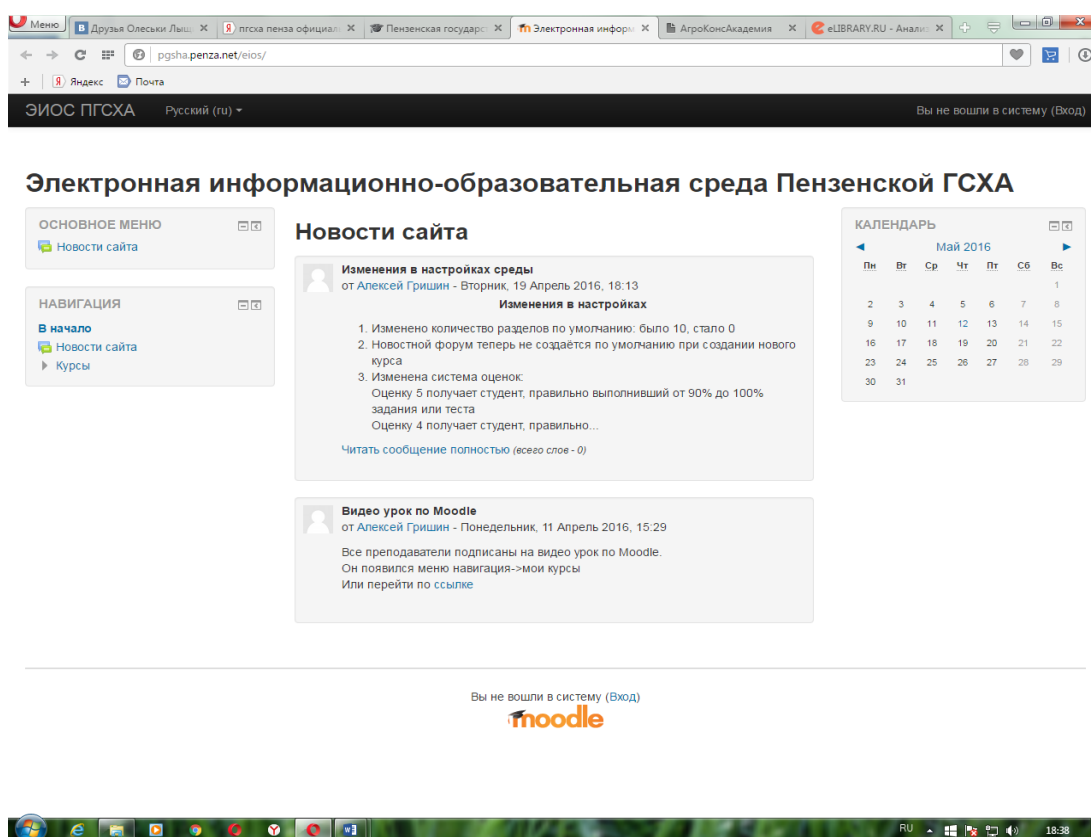 Меню
Друзья Олеськи Лыщ
пгсха пенза официал
Пензенская государст
Электронная информ
АгроКонсАкадемия
eLIBRARY.RU - Анализ
pgsha.penza.net/eios/
Яндекс Почта
ЭИОС ПГСХА Русский (ru) Вы не вошли в систему (Вход)
Электронная информационно-образовательная среда Пензенской ГСХА
ОСНОВНОЕ МЕНЮ
Новости сайта
НАВИГАЦИЯ
В начало
Новости сайта
Курсы
Новости сайта
Изменения в настройках среды
от Алексей Гришин - Вторник, 19 Апрель 2016, 18:13
Изменения в настройках
1. Изменено количество разделов по умолчанию: было 10, стало 0
2. Новостной форум теперь не создаётся по умолчанию при создании нового
курса
3. Изменена система оценок:
Оценку 5 получает студент, правильно выполнивший от 90% до 100%
задания или теста
Оценку 4 получает студент, правильно...
Читать сообщение полностью (всего слов - 0)
Видео урок по Moodle
от Алексей Гришин - Понедельник, 11 Апрель 2016, 15:29
Все преподаватели подписаны на видео урок по Moodle.
Он появился меню навигация->мои курсы
Или перейти по ссылке
КАЛЕНДАРЬ
Май 2016
Пн Вт Ср Чт Пт Сб Вс
1
2 3 4 5 6 7 8
9 10 11 12 13 14 15
16 17 18 19 20 21 22
23 24 25 26 27 28 29
30 31
Вы не вошли в систему (Вход)
moodle
RU 18:38